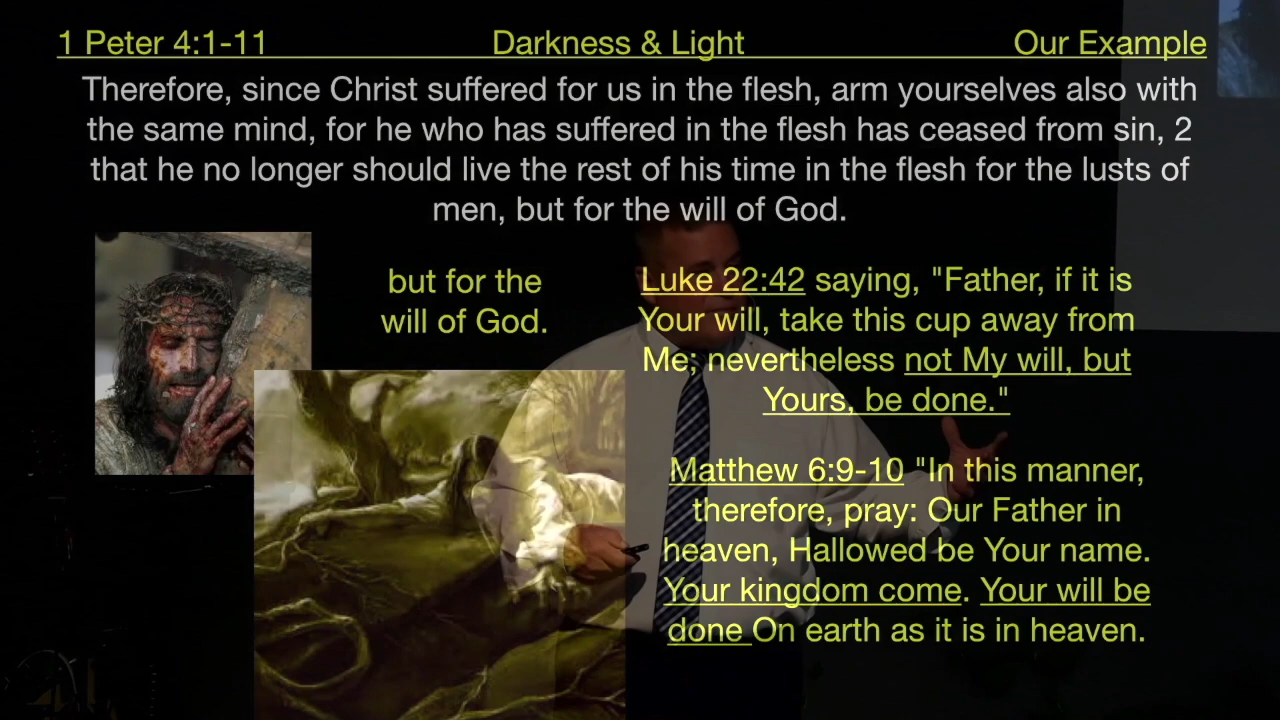 1 Peter 4:1-11 Darkness & Light Our Example
Therefore, since Christ suffered for us in the flesh, arm yourselves also with
the same mind, for he who has suffered in the flesh has ceased from sin, 2
that he no longer should live the rest of his time in the flesh for the lusts of
men, but for the will of God.
but for the
will of God.
Luke 22:42 saying, "Father, if it is
Your will, take this cup away from
Me; nevertheless not My will, but
Yours, be done."
Matthew 6:9-10 "In this manner,
therefore, pray: Our Father in
heaven, Hallowed be Your name.
Your kingdom come. Your will be
done On earth as it is in heaven.